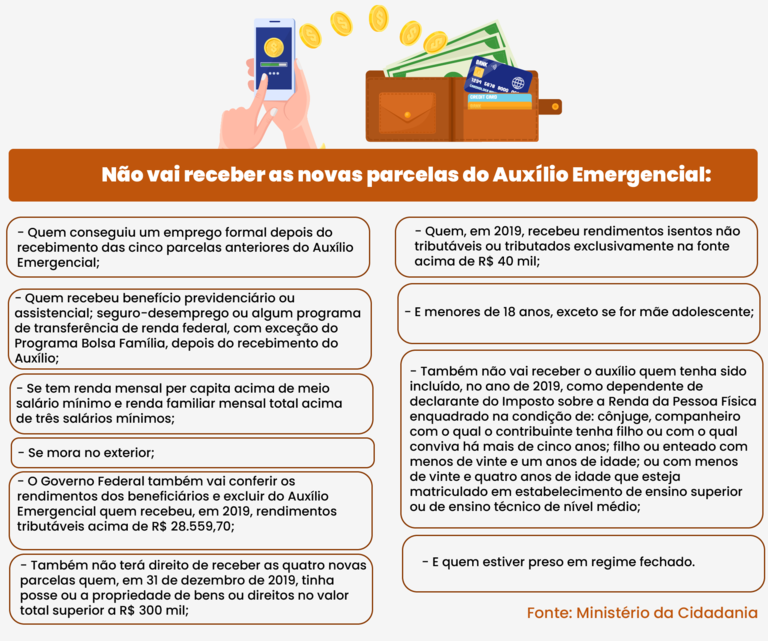 BANK
1234 5678 9000
CREDIT CARD
Não vai receber as novas parcelas do Auxílio Emergencial:
- Quem conseguiu um emprego formal depois do
recebimento das cinco parcelas anteriores do Auxílio
Emergencial;
- Quem recebeu benefício previdenciário ou
assistencial; seguro-desemprego ou algum programa
de transferência de renda federal, com exceção do
Programa Bolsa Família, depois do recebimento do
Auxílio;
- Se tem renda mensal per capita acima de meio
salário mínimo e renda familiar mensal total acima
de três salários mínimos;
- Se mora no exterior;
- O Governo Federal também vai conferir os
rendimentos dos beneficiários e excluir do Auxílio
Emergencial quem recebeu, em 2019, rendimentos
tributáveis acima de R$ 28.559,70;
- Também não terá direito de receber as quatro novas
parcelas quem, em 31 de dezembro de 2019, tinha
posse ou a propriedade de bens ou direitos no valor
total superior a R$ 300 mil;
- Quem, em 2019, recebeu rendimentos isentos não
tributáveis ou tributados exclusivamente na fonte
acima de R$ 40 mil;
- E menores de 18 anos, exceto se for mãe adolescente;
- Também não vai receber o auxílio quem tenha sido
incluído, no ano de 2019, como dependente de
declarante do Imposto sobre a Renda da Pessoa Física
enquadrado na condição de: cônjuge, companheiro
com o qual o contribuinte tenha filho ou com o qual
conviva há mais de cinco anos; filho ou enteado com
menos de vinte e um anos de idade; ou com menos
de vinte e quatro anos de idade que esteja
matriculado em estabelecimento de ensino superior
ou de ensino técnico de nível médio;
- E quem estiver preso em regime fechado.
Fonte: Ministério da Cidadania